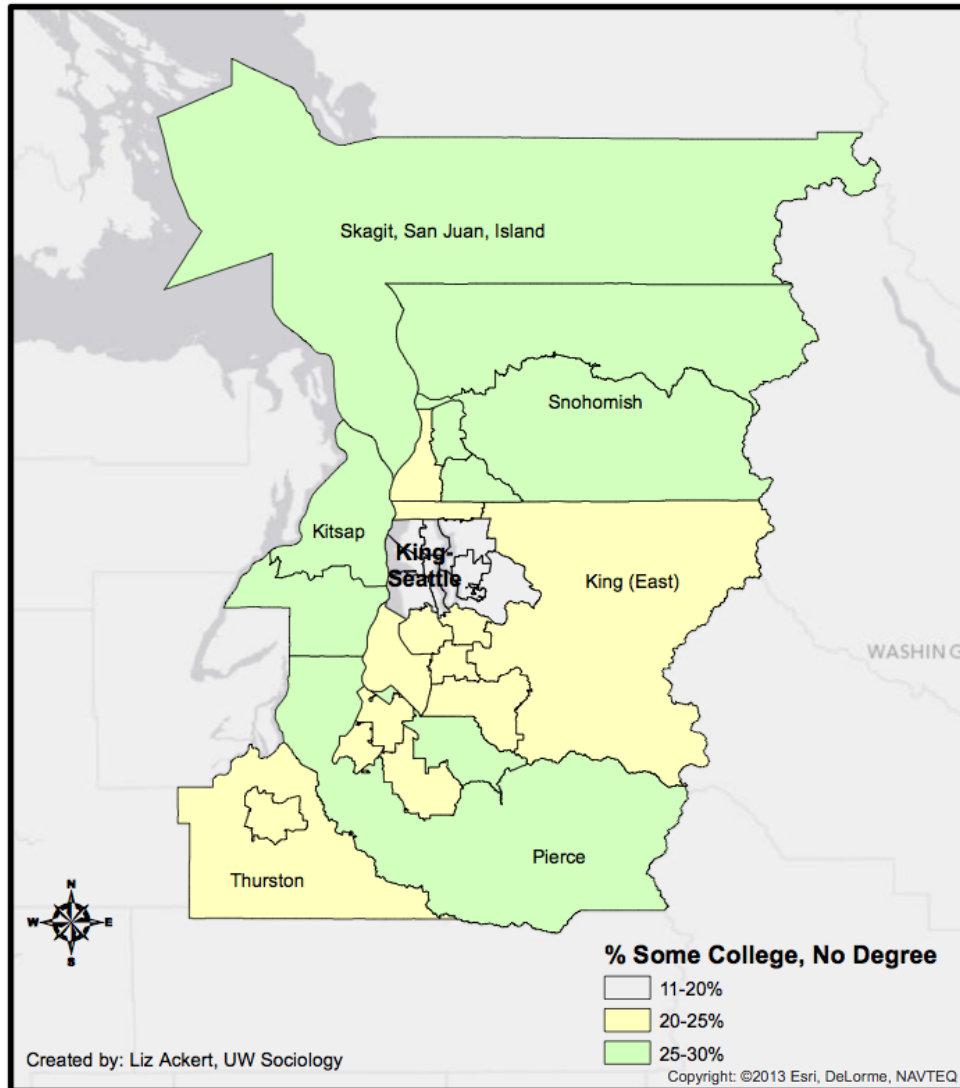 Skagit, San Juan, Island
Snohomish
Kitsap
King-
Seattle
King (East)
WASHING
Pierce
Thurston
N
W E
S
% Some College, No Degree
11-20%
20-25%
25-30%
Created by: Liz Ackert, UW Sociology
Copyright: ©2013 Esri, DeLorme, NAVTEQ